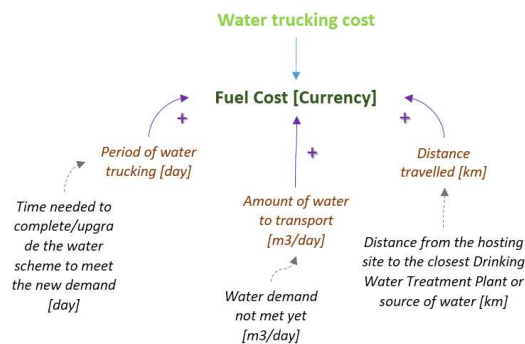 Water trucking cost
Fuel Cost [Currency]
+
+
+
Period of water
trucking [day]
Distance
travelled [km]
Amount of water
to transport
[m3/day]
Time needed to
complete/upgra
de the water
scheme to meet
the new demand
[day]
Water demand
not met yet
[m3/day]
Distance from the hosting
site to the closest Drinking
Water Treatment Plant or
source of water [km]